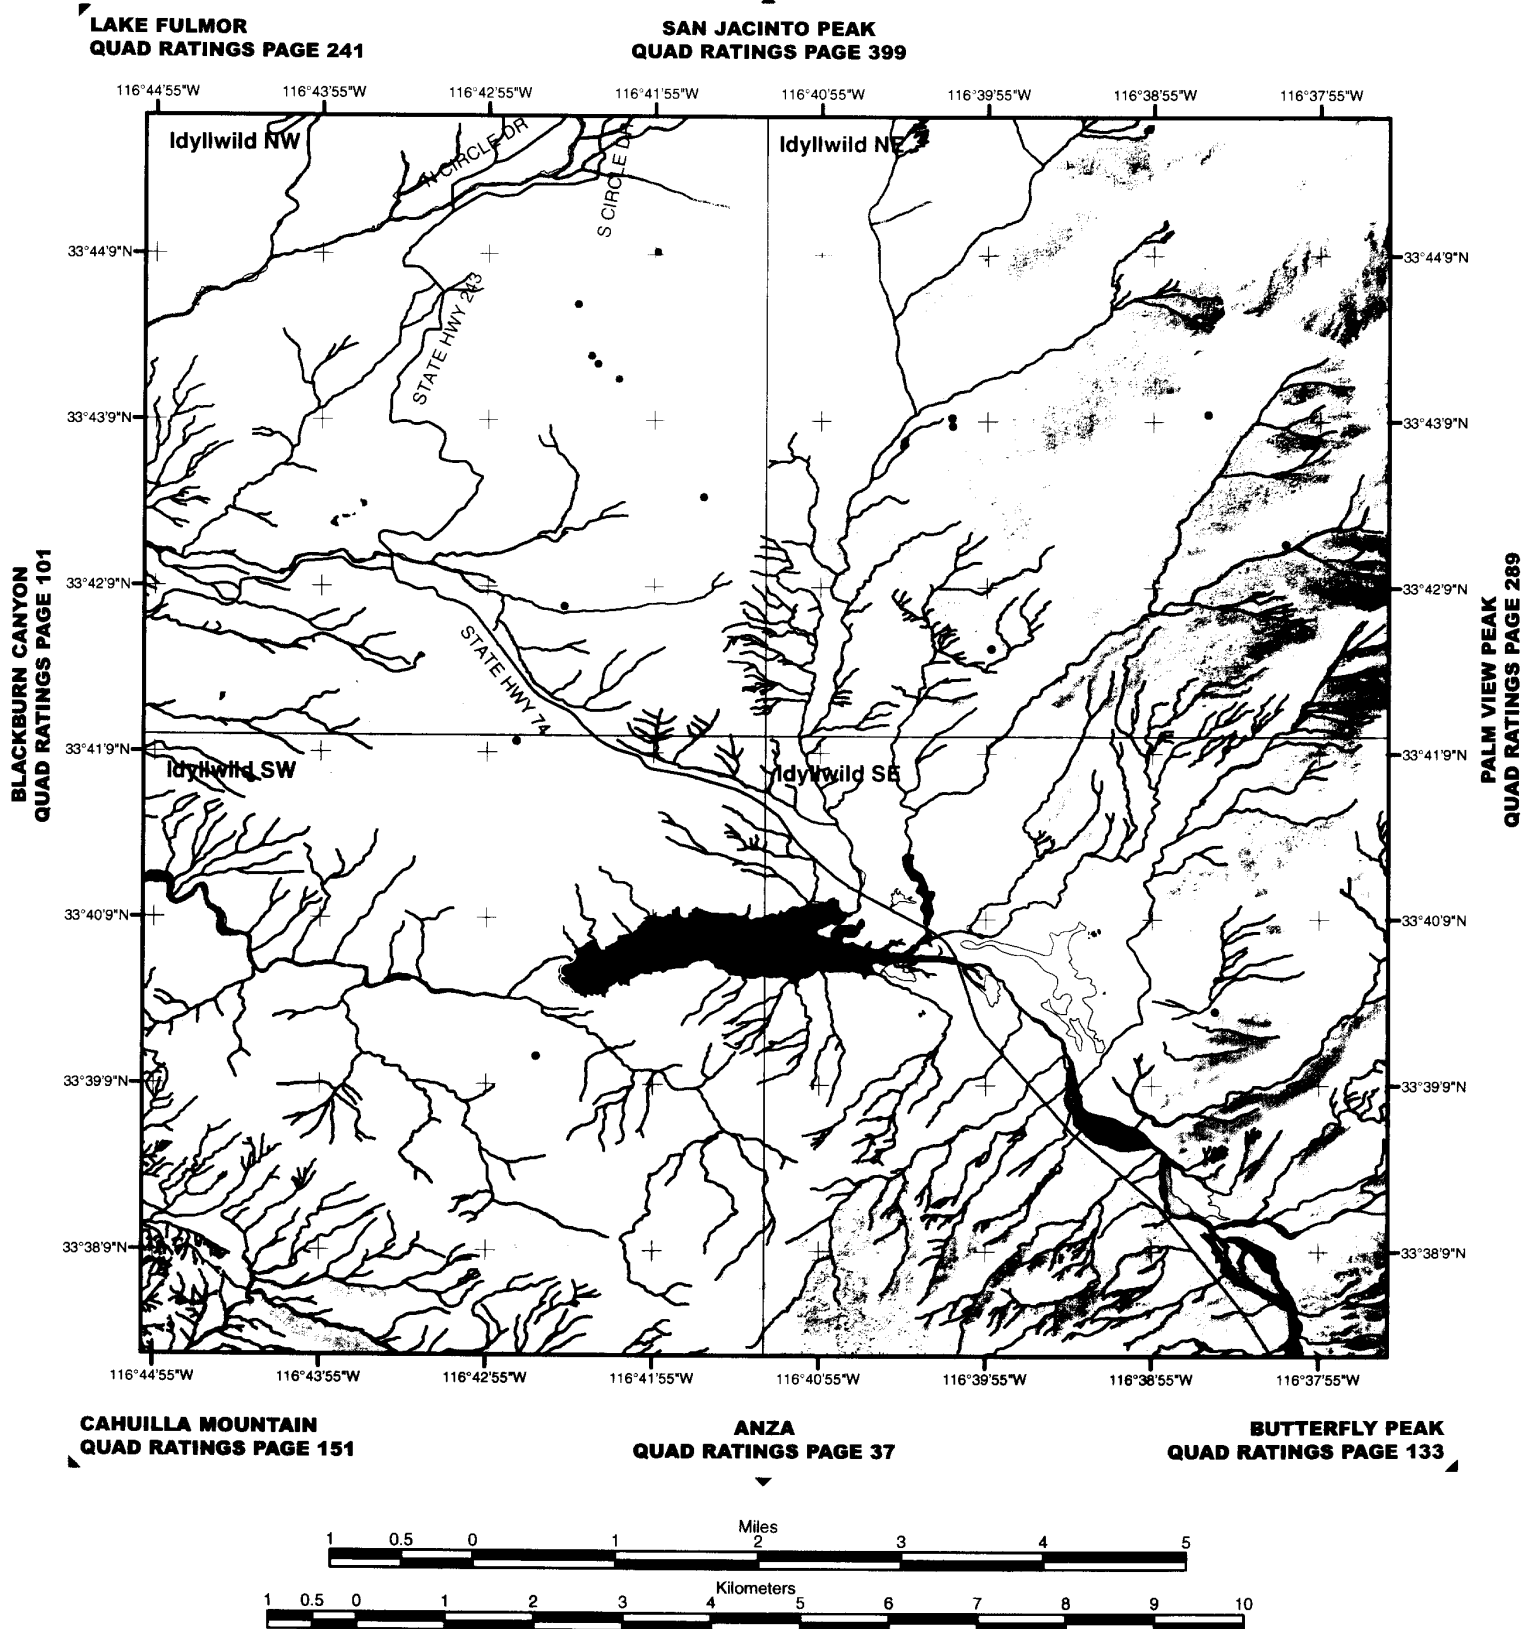 LAKE FULMOR
QUAD RATINGS PAGE 241
SAN JACINTO PEAK
QUAD RATINGS PAGE 399
116°44'55"W 116°43'55"W 116°42'55"W 116°41'55"W 116°40'55"W 116°39'55"W 116°38'55"W 116°37'55"W
Idyllwild NW
N CIRCLE DR
S CIRCLE DR
Idyllwild NE
33°44'9"N
33°44'9"N
STATE HWY 243
33°43'9"N
33°43'9"N
BLACKBURN CANYON
QUAD RATINGS PAGE 101
PALM VIEW PEAK
QUAD RATINGS PAGE 289
33°42'9"N
33°42'9"N
STATE HWY 74
33°41'9"N
33°41'9"N
Idyllwild SW
Idyllwild SE
33°40'9"N
33°40'9"N
33°39'9"N
33°39'9"N
33°38'9"N
33°38'9"N
116°44'55"W 116°43'55"W 116°42'55"W 116°41'55"W 116°40'55"W 116°39'55"W 116°38'55"W 116°37'55"W
CAHUILLA MOUNTAIN
QUAD RATINGS PAGE 151
ANZA
QUAD RATINGS PAGE 37
BUTTERFLY PEAK
QUAD RATINGS PAGE 133
Miles
1 0.5 0 1 2 3 4 5
Kilometers
1 0.5 0 1 2 3 4 5 6 7 8 9 10